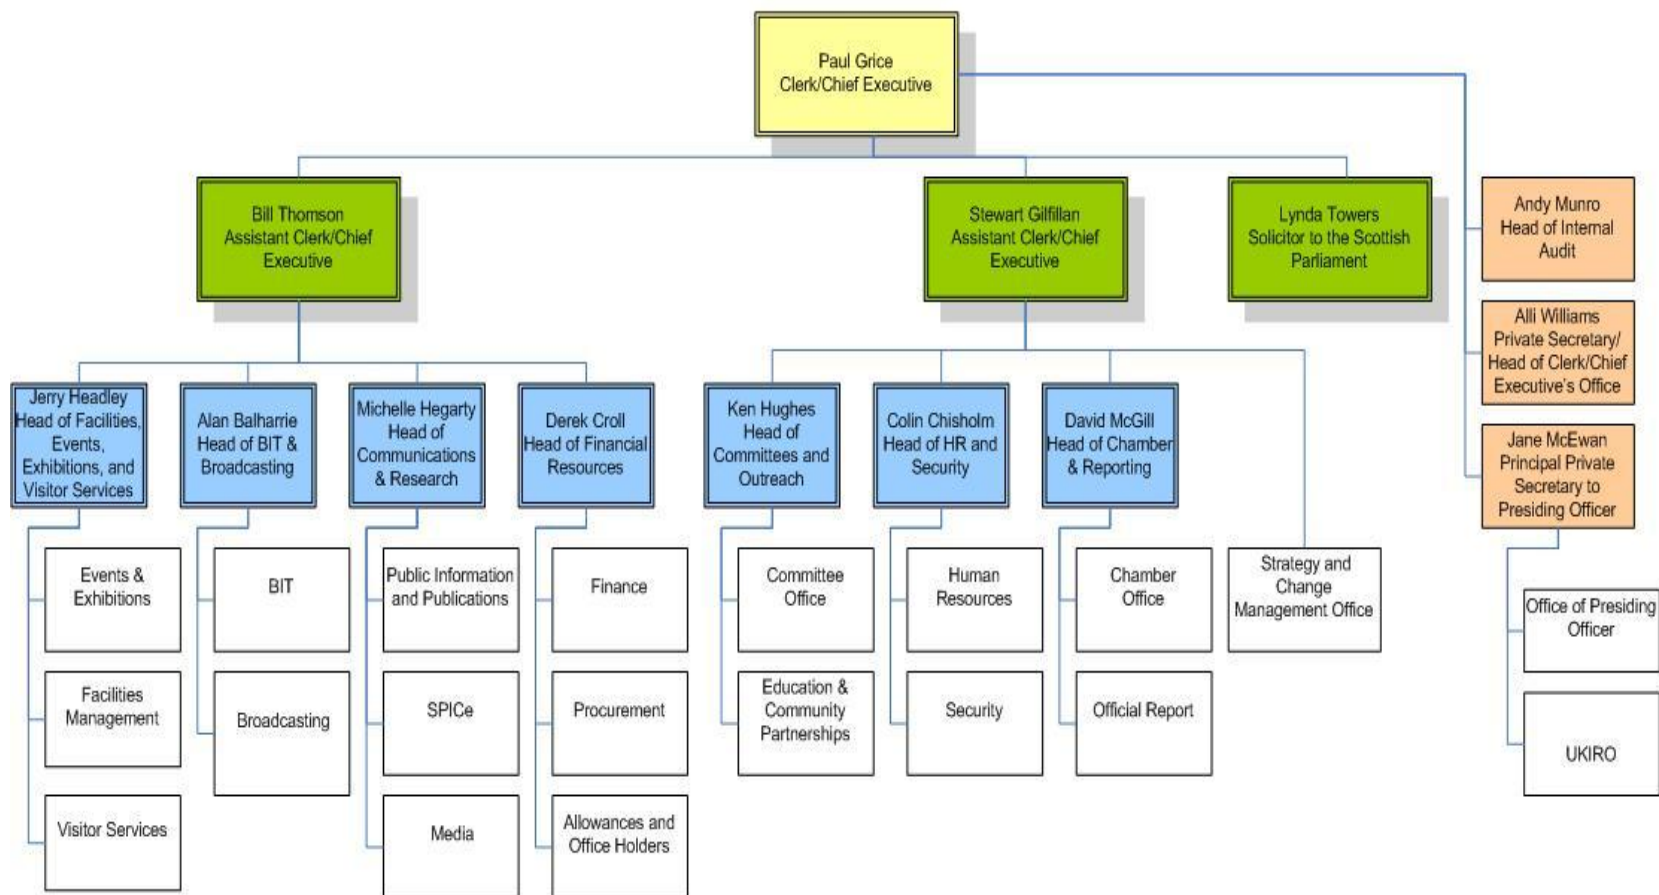 Paul Grice
Clerk/Chief Executive
Bill Thomson
Assistant Clerk/Chief
Executive
Stewart Gilfillan
Assistant Clerk/Chief
Executive
Lynda Towers
Solicitor to the Scottish
Parliament
Andy Munro
Head of Internal
Audit
Alli Williams
Private Secretary/
Head of Clerk/Chief
Executive's Office
Jane McEwan
Principal Private
Secretary to
Presiding Officer
Jerry Headley
Head of Facilities,
Events,
Exhibitions, and
Visitor Services
Alan Balharrie
Head of BIT &
Broadcasting
Michelle Hegarty
Head of
Communications
& Research
Derek Croll
Head of Financial
Resources
Ken Hughes
Head of
Committees and
Outreach
Colin Chisholm
Head of HR and
Security
David McGill
Head of Chamber
& Reporting
Events &
Exhibitions
BIT
Public Information
and Publications
Finance
Committee
Office
Human
Resources
Chamber
Office
Strategy and
Change
Management Office
Office of Presiding
Officer
Facilities
Management
Broadcasting
SPICe
Procurement
Education &
Community
Partnerships
Security
Official Report
UKIRO
Visitor Services
Media
Allowances and
Office Holders